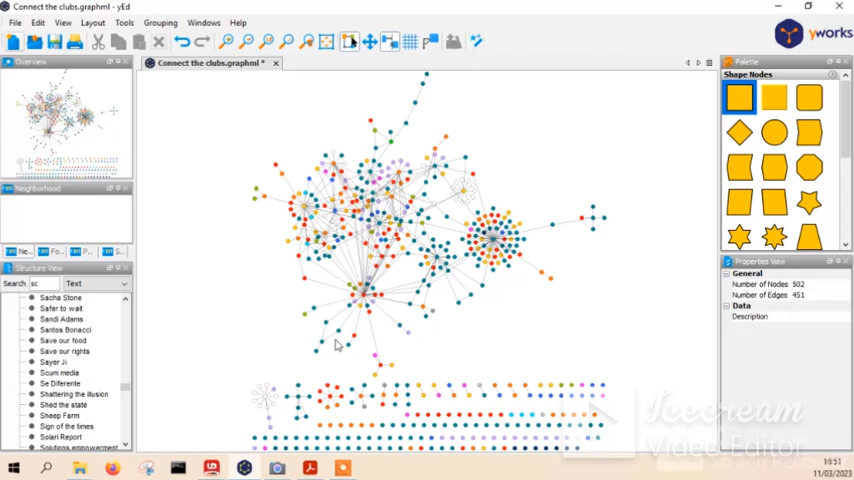 Connect the clubs.graphml - yEd
File Edit View Layout Tools Grouping Windows Help
yworks
Overview
Connect the clubs.graphml *
Palette
Shape Nodes
Neighborhood
Ne... Fo... P... S...
Structure View
Search sc Text
Sacha Stone
Safer to wait
Sandi Adams
Santos Bonacci
Save our food
Save our rights
Sayer Ji
Scum media
Se Diferente
Shattering the illusion
Shed the state
Sheep Farm
Sign of the times
Solari Report
Solutions empowerment
Properties View
General
Number of Nodes 502
Number of Edges 451
Data
Description
Icecream
Video Editor
16:51
11/03/2023